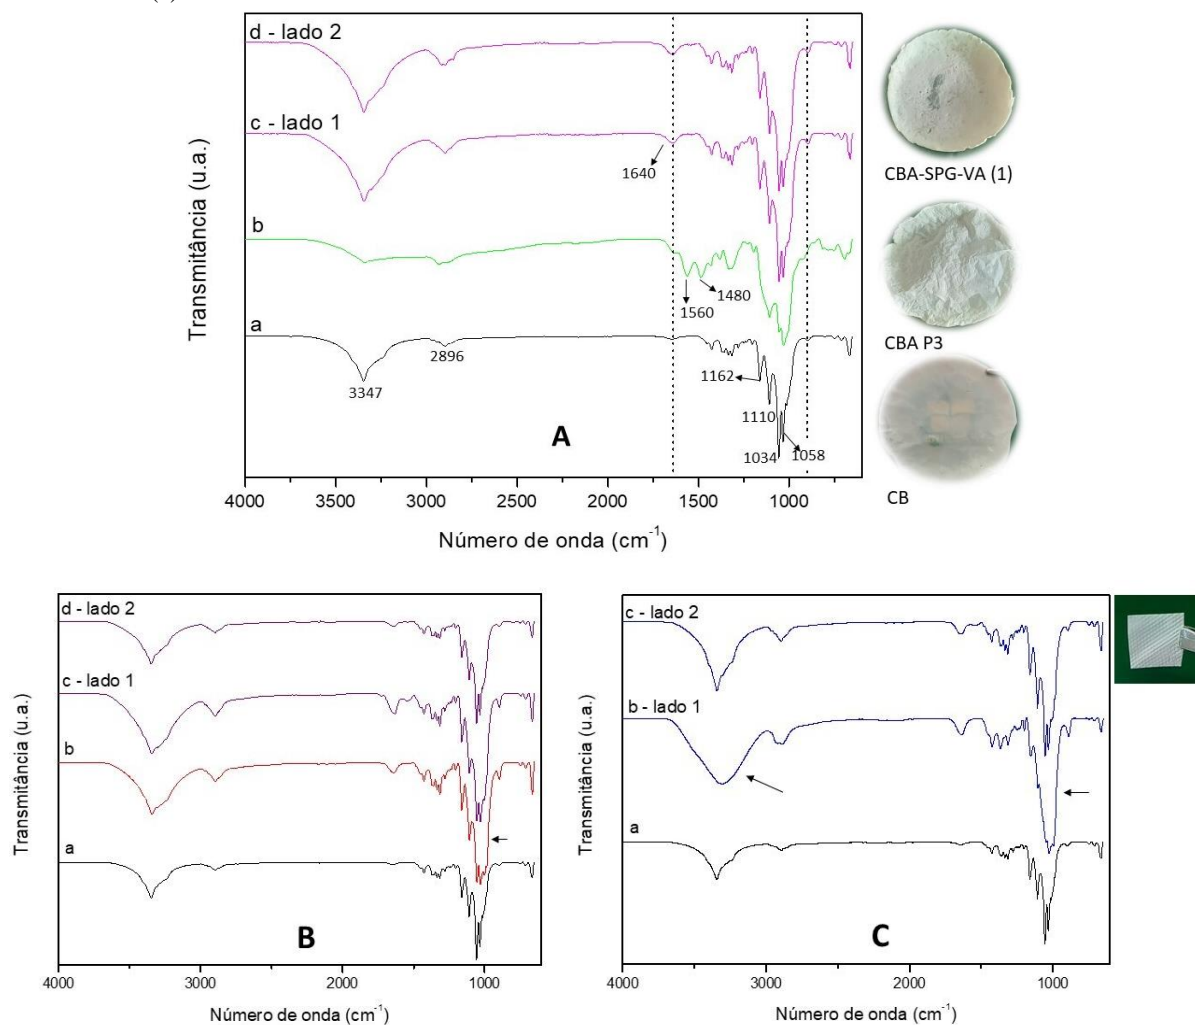 d - lado 2
c - lado 1
1640
CBA-SPG-VA (1)
b
1560
1480
a
2896
3347
1162
CBA P3
1110
A
1034
1058
CB
Transmitância (u.a.)
4000 3500 3000 2500 2000 1500 1000
Número de onda (cm-1)
d - lado 2
c - lado 1
b
a
B
Transmitância (u.a.)
4000 3000 2000 1000
Número de onda (cm-1)
c - lado 2
b - lado 1
a
C
Transmitância (u.a.)
4000 3000 2000 1000
Número de onda (cm-1)